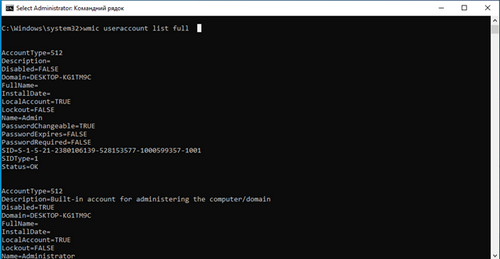 Select Administrator: Командний рядок
C:\Windows\system32>wmic useraccount list full
AccountType=512
Description=
Disabled=FALSE
Domain=DESKTOP-KG1TM9C
FullName=
InstallDate=
LocalAccount=TRUE
Lockout=FALSE
Name=Admin
PasswordChangeable=TRUE
PasswordExpires=FALSE
PasswordRequired=FALSE
SID=S-1-5-21-2380106139-528153577-1000599357-1001
SIDType=1
Status=OK
AccountType=512
Description=Built-in account for administering the computer/domain
Disabled=TRUE
Domain=DESKTOP-KG1TM9C
FullName=
InstallDate=
LocalAccount=TRUE
Lockout=FALSE
Name=Administrator